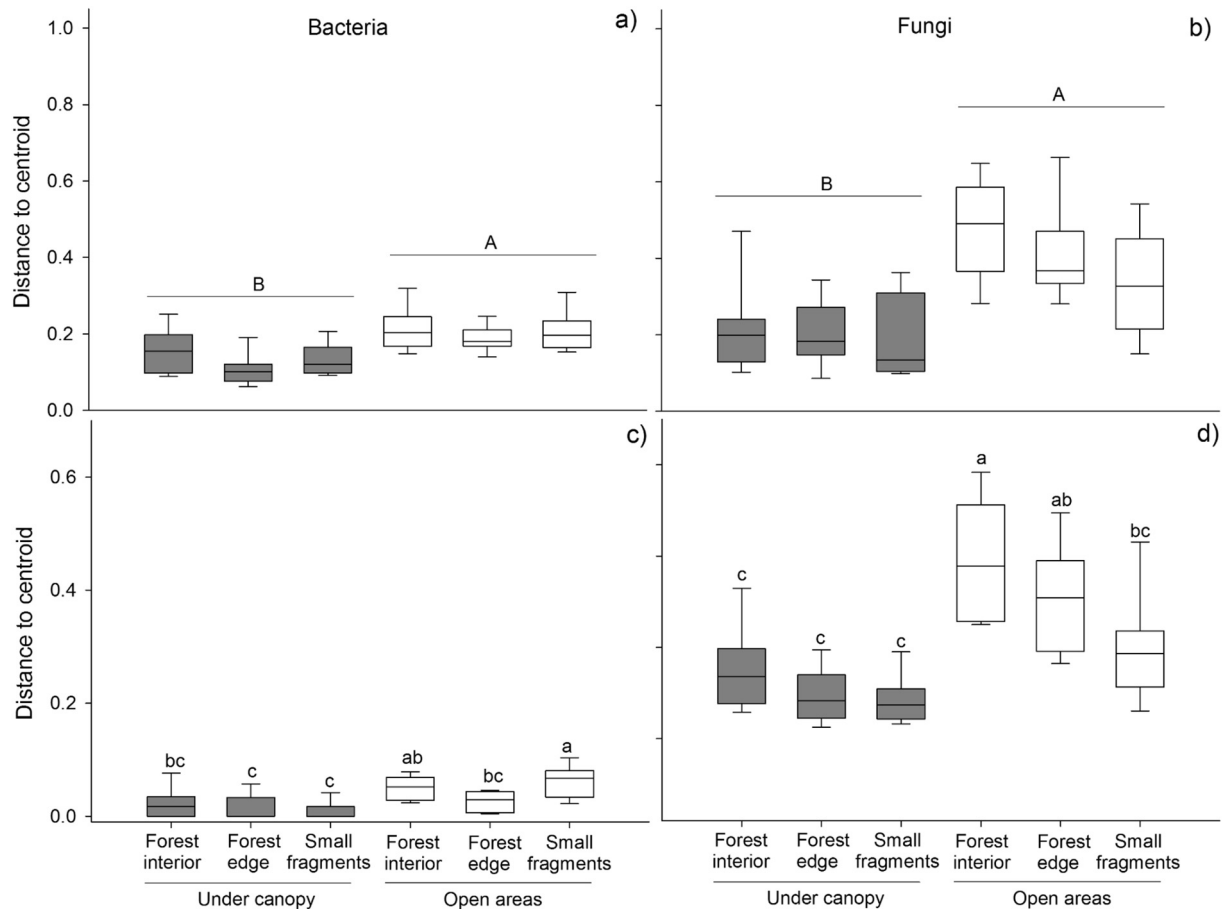 Bacteria
a)
Fungi
b)
1.0
0.8
0.6
0.4
0.2
0.0
Distance to centroid
B
A
B
A
c)
d)
0.6
0.4
0.2
0.0
Distance to centroid
bc
c
c
ab
bc
a
c
c
c
a
ab
bc
Forest
interior
Forest
edge
Small
fragments
Forest
interior
Forest
edge
Small
fragments
Under canopy
Open areas
Forest
interior
Forest
edge
Small
fragments
Forest
interior
Forest
edge
Small
fragments
Under canopy
Open areas